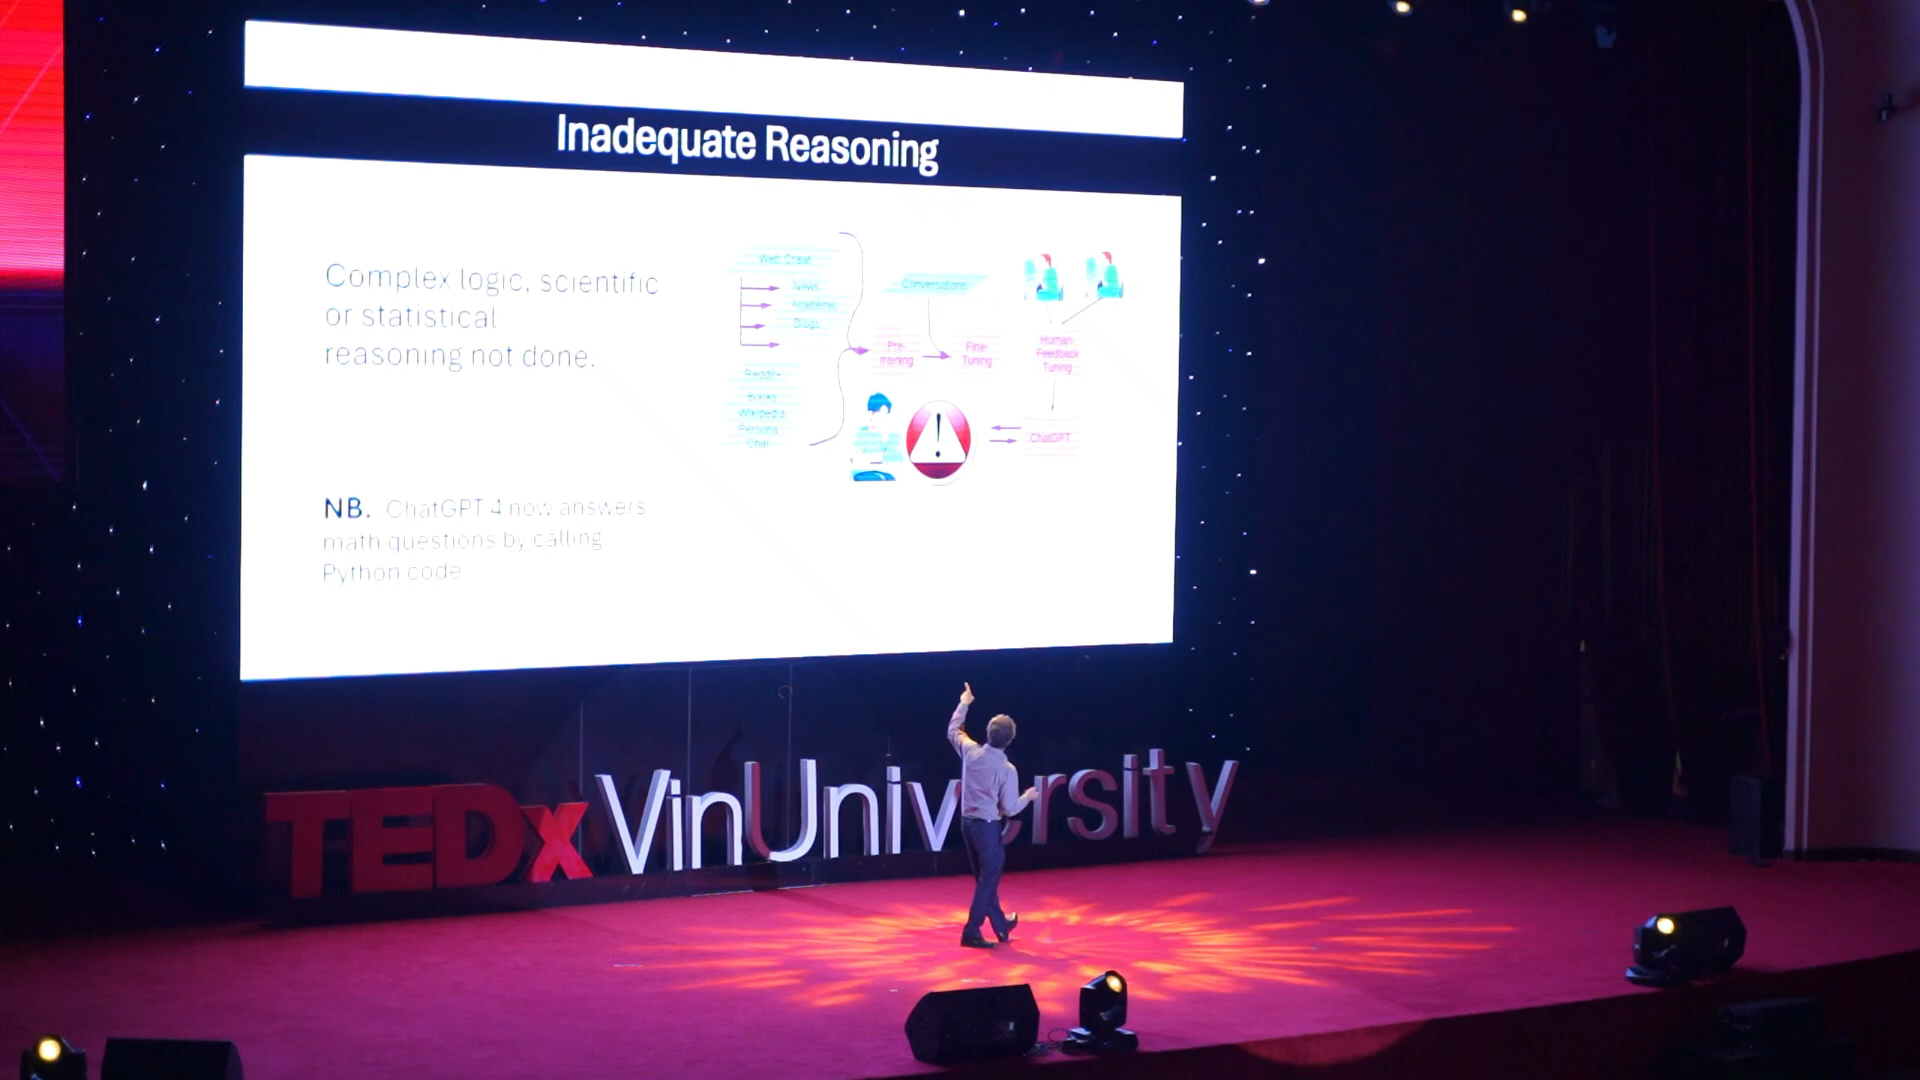 Inadequate Reasoning
Complex logic, scientific
or statistical
reasoning not done.
NB. ChatGPT 4 now answers
math questions by calling
Python code
Web Crawl
News
Academic
Blogs
Reddit
Books
Wikipedia
Persona
Chat
Conversations
Pre-
training
Fine-
Tuning
Human-
Feedback
Tuning
ChatGPT
TEDxVinUniversity